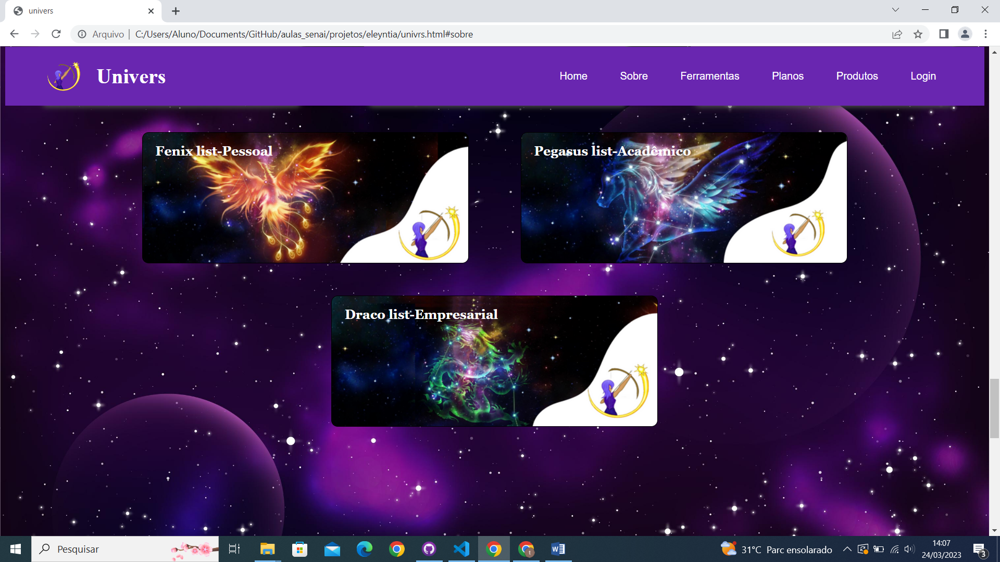 univers
Arquivo
C:/Users/Aluno/Documents/GitHub/aulas_senai/projetos/eleyntia/univrs.html#sobre
Univers
Home
Sobre
Ferramentas
Planos
Produtos
Login
Fenix list-Pessoal
Pegasus list-Acadêmico
Draco list-Empresarial
Pesquisar
31°C Parc ensolarado
14:07
24/03/2023
3